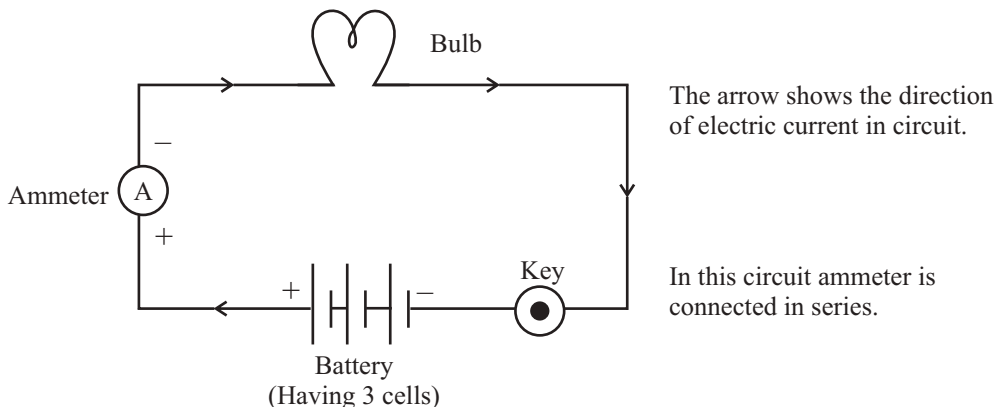 Bulb
The arrow shows the direction
of electric current in circuit.
–
Ammeter
A
+
Key
+
–
In this circuit ammeter is
connected in series.
Battery
(Having 3 cells)